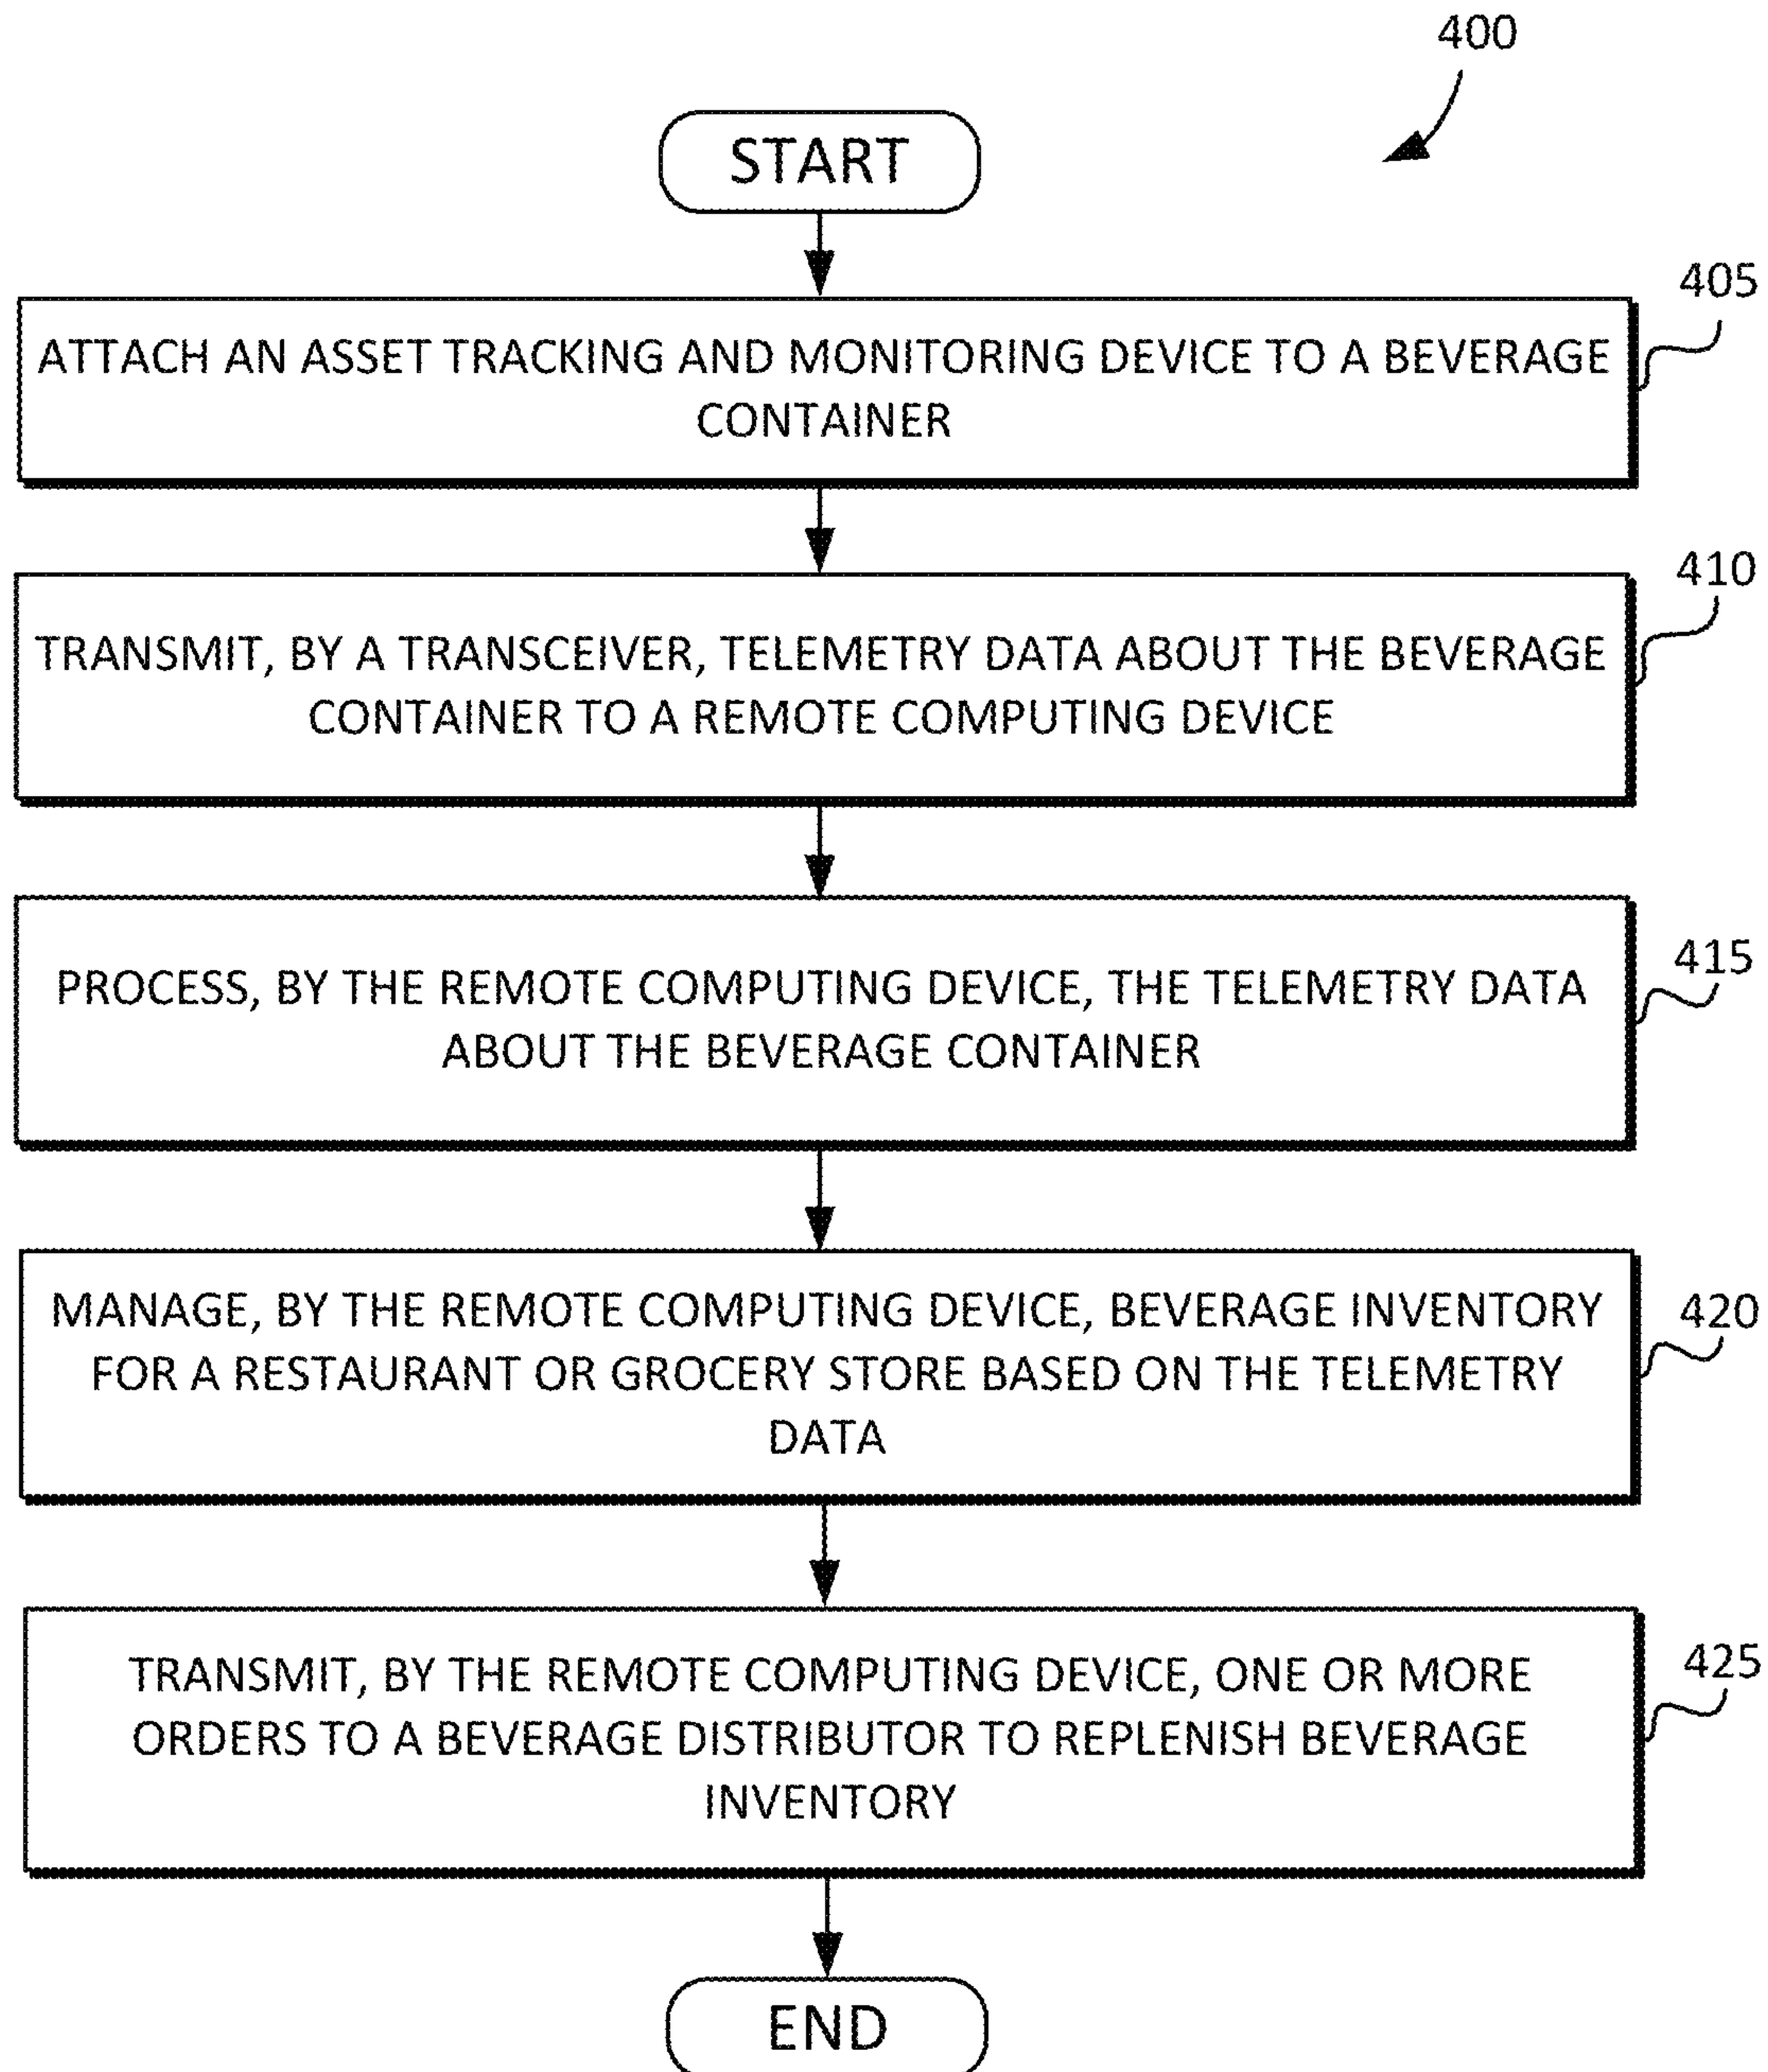 400
START
405
ATTACH AN ASSET TRACKING AND MONITORING DEVICE TO A BEVERAGE
CONTAINER
410
TRANSMIT, BY A TRANSCEIVER, TELEMETRY DATA ABOUT THE BEVERAGE
CONTAINER TO A REMOTE COMPUTING DEVICE
415
PROCESS, BY THE REMOTE COMPUTING DEVICE, THE TELEMETRY DATA
ABOUT THE BEVERAGE CONTAINER
420
MANAGE, BY THE REMOTE COMPUTING DEVICE, BEVERAGE INVENTORY
FOR A RESTAURANT OR GROCERY STORE BASED ON THE TELEMETRY
DATA
425
TRANSMIT, BY THE REMOTE COMPUTING DEVICE, ONE OR MORE
ORDERS TO A BEVERAGE DISTRIBUTOR TO REPLENISH BEVERAGE
INVENTORY
END